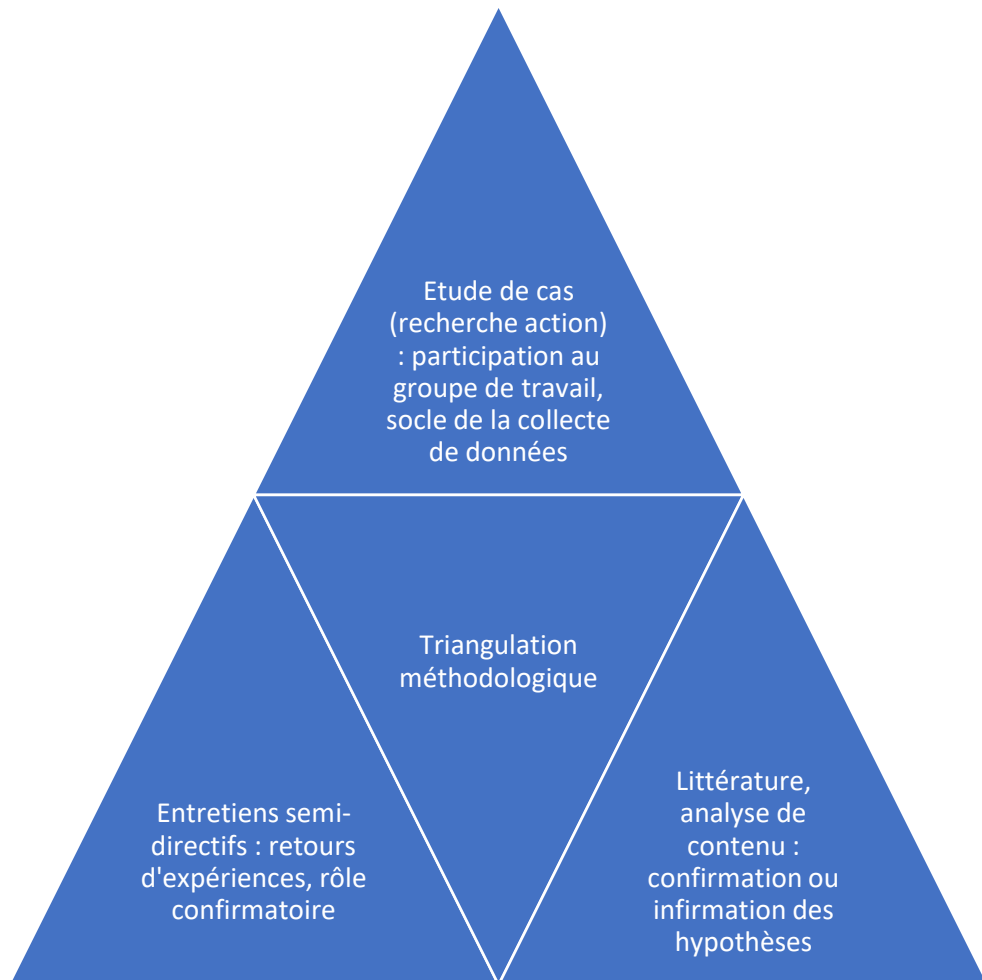 Etude de cas
(recherche action)
: participation au
groupe de travail,
socle de la collecte
de données
Triangulation
méthodologique
Entretiens semi-
directifs : retours
d'expériences, rôle
confirmatoire
Littérature,
analyse de
contenu :
confirmation ou
infirmation des
hypothèses